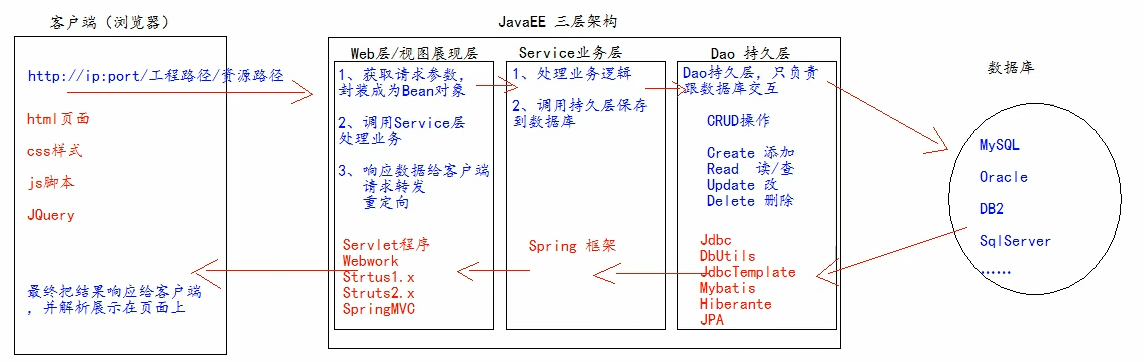 客户端（浏览器）
http://ip:port/工程路径/资源路径
html页面
css样式
js脚本
JQuery
最终把结果响应给客户端
，并解析展示在页面上
JavaEE 三层架构
Web层/视图展现层
1、获取请求参数，
封装成为Bean对象
2、调用Service层
处理业务
3、响应数据给客户端
请求转发
重定向
Servlet程序
Webwork
Strtus1.x
Struts2.x
SpringMVC
Service业务层
1、处理业务逻辑
2、调用持久层保存
到数据库
Spring 框架
Dao 持久层
Dao持久层，只负责
跟数据库交互
CRUD操作
Create 添加
Read 读/查
Update 改
Delete 删除
Jdbc
DbUtils
JdbcTemplate
Mybatis
Hiberante
JPA
数据库
MySQL
Oracle
DB2
SqlServer
……